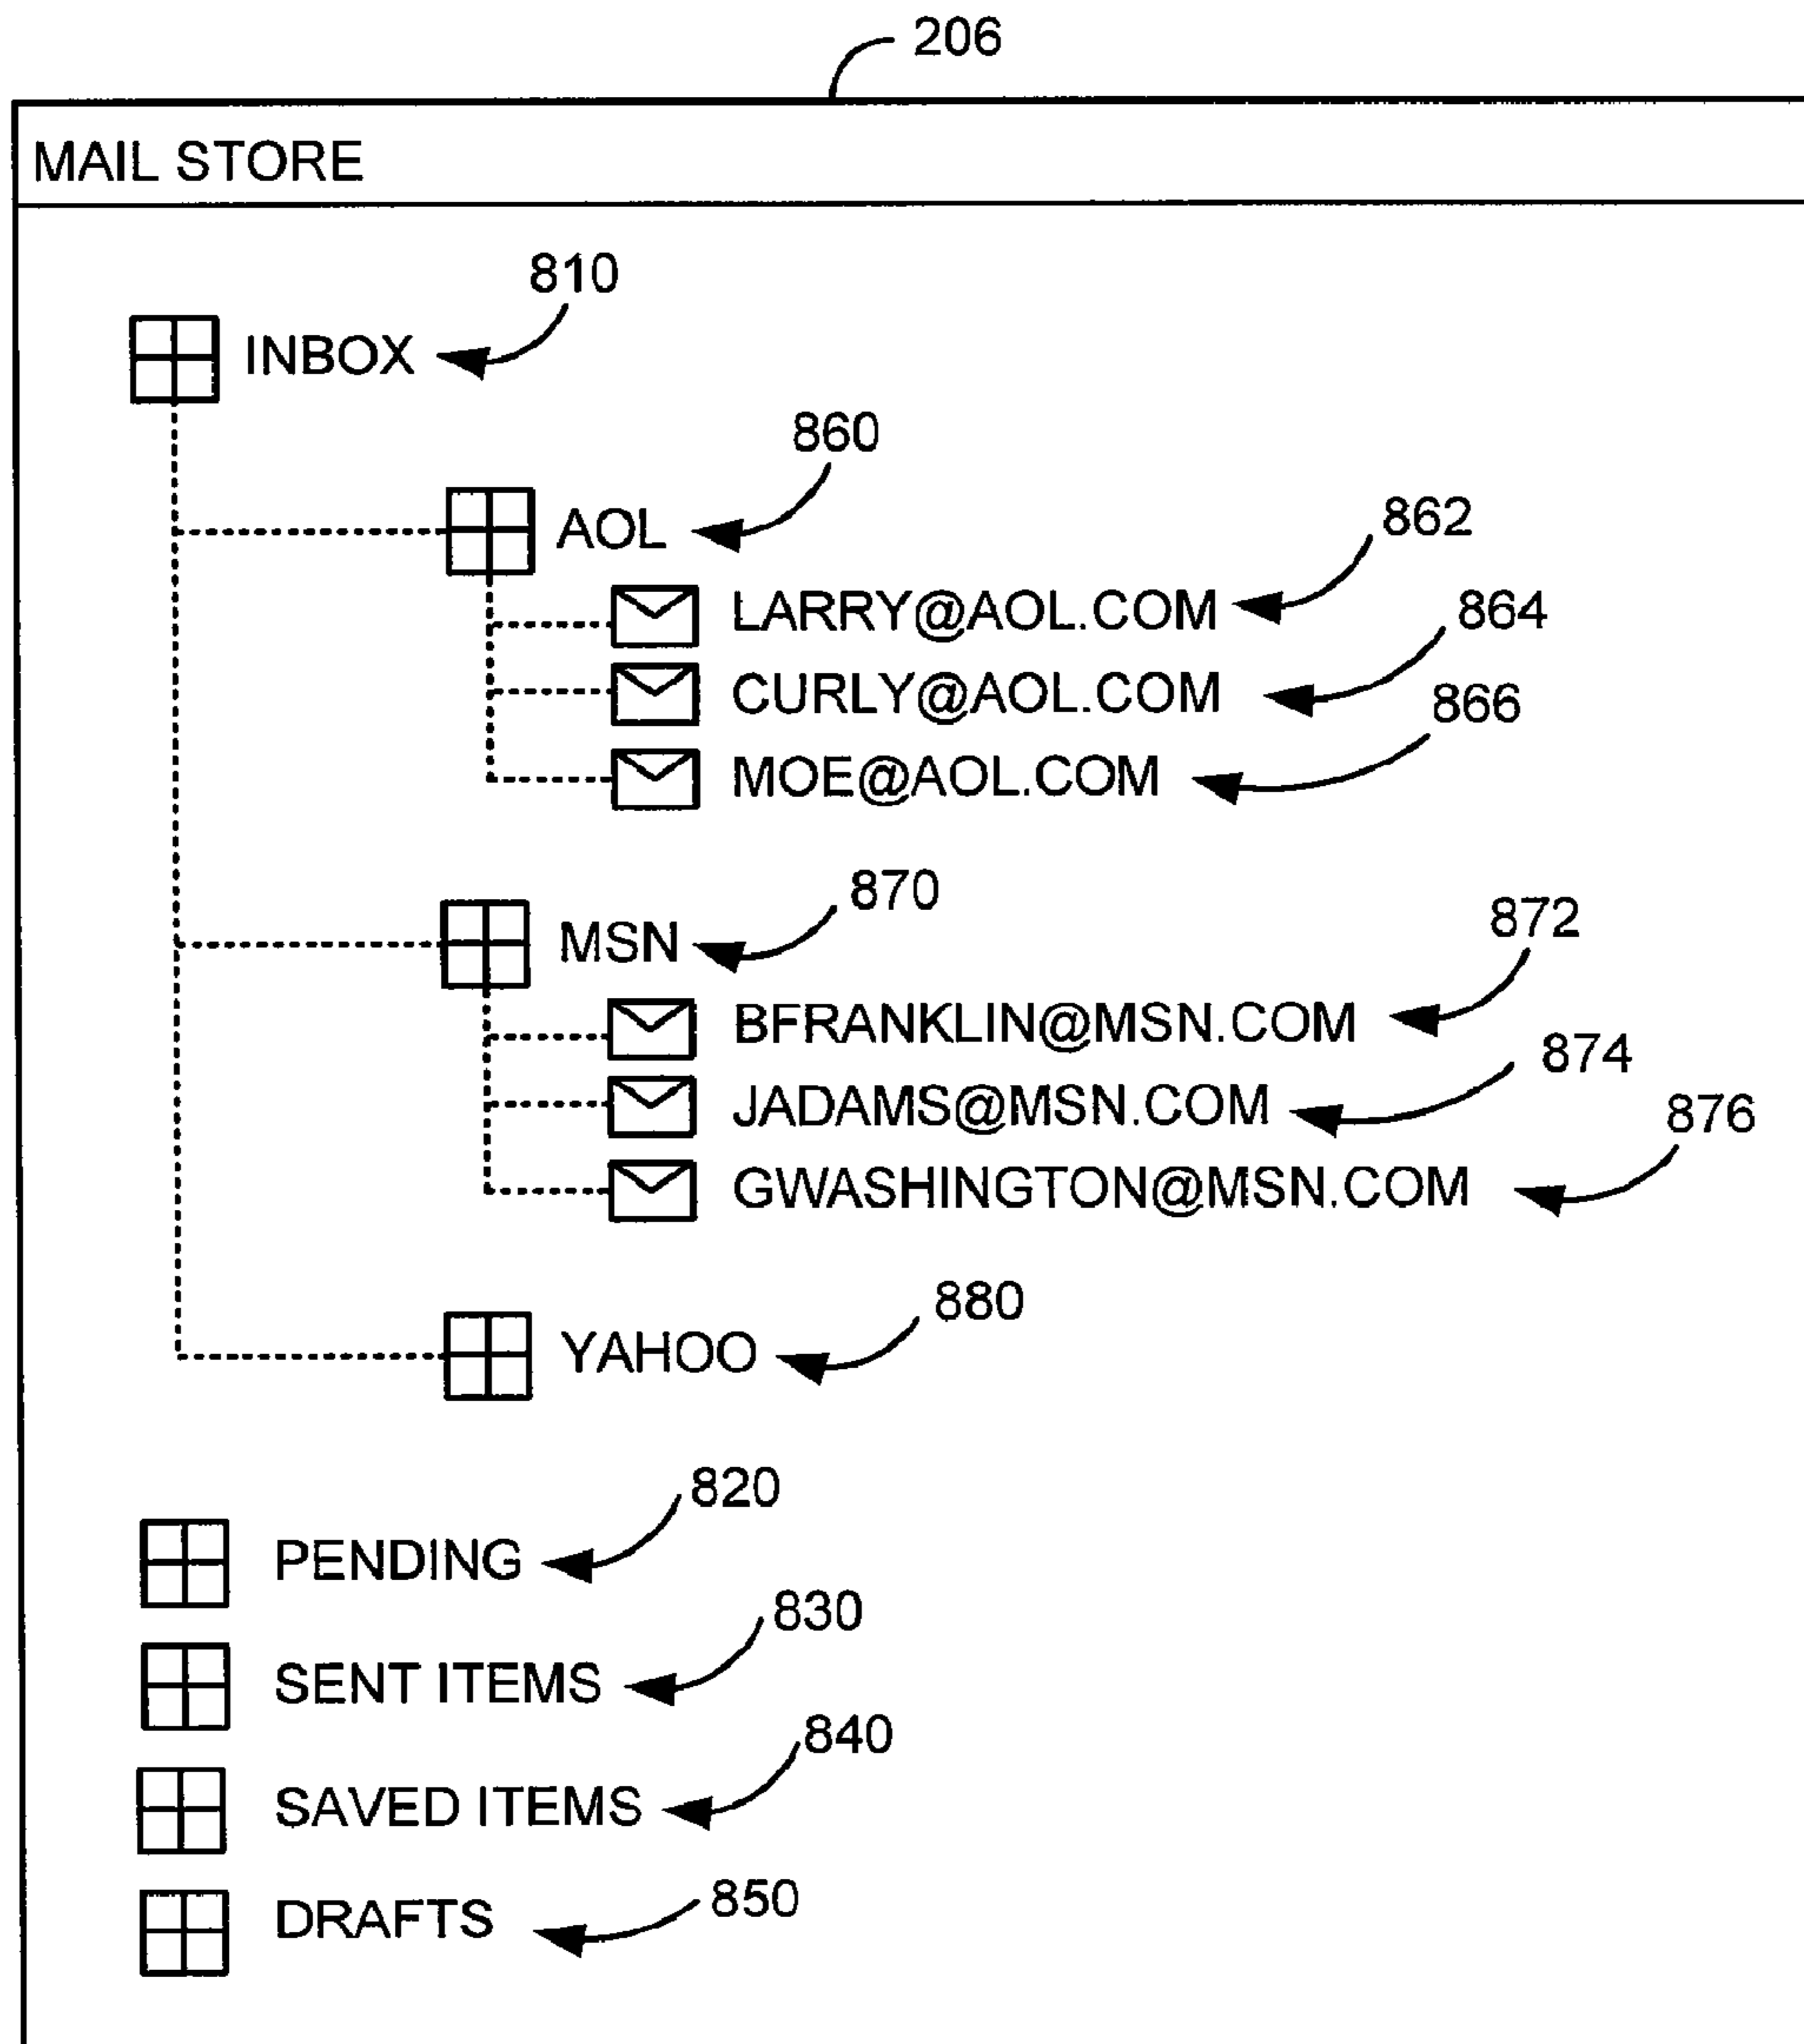 206
MAIL STORE
810
INBOX
860
AOL
862
LARRY@AOL.COM
864
CURLY@AOL.COM
866
MOE@AOL.COM
870
MSN
872
BFRANKLIN@MSN.COM
874
JADAMS@MSN.COM
876
GWASHINGTON@MSN.COM
880
YAHOO
820
PENDING
830
SENT ITEMS
840
SAVED ITEMS
850
DRAFTS